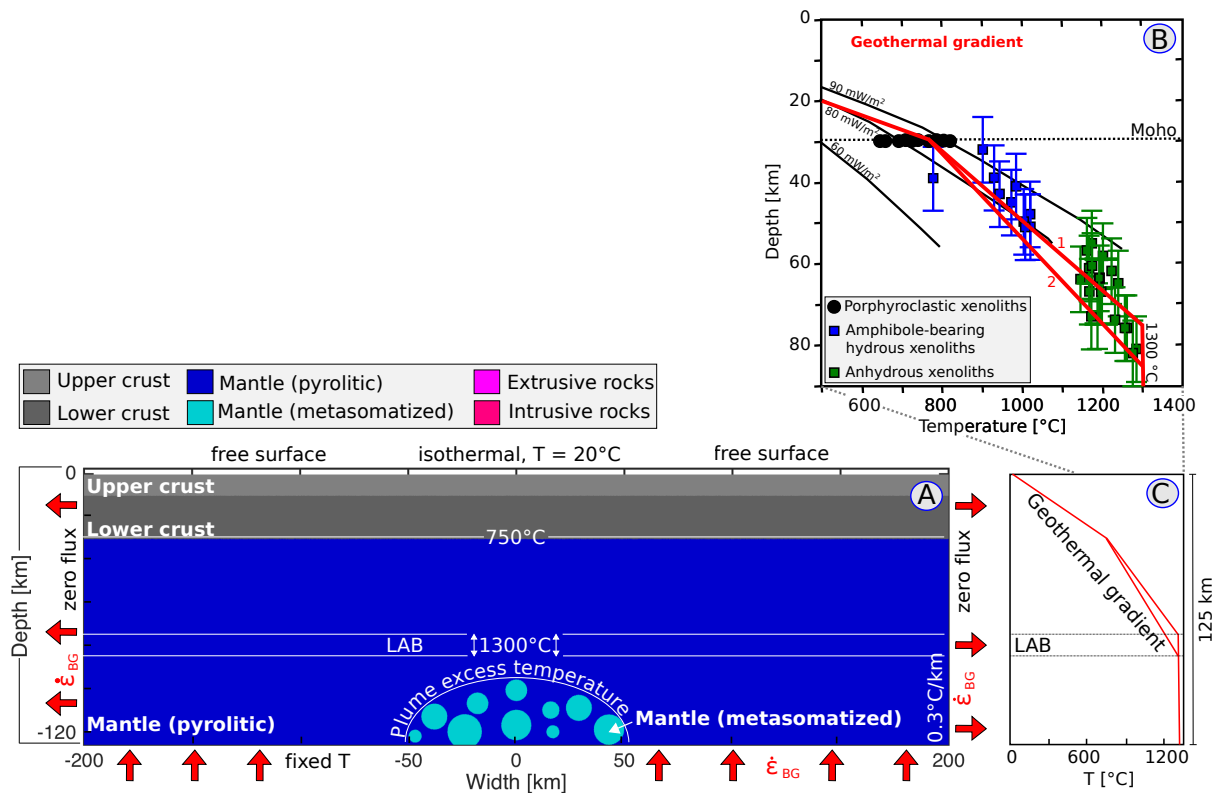 B
Geothermal gradient
0
20
40
60
80
Depth [km]
90 mW/m²
80 mW/m²
60 mW/m²
Moho
1
2
1300 °C
Porphyroclastic xenoliths
Amphibole-bearing
hydrous xenoliths
Anhydrous xenoliths
600
800
1000
1200
1400
Temperature [°C]
Upper crust
Mantle (pyrolitic)
Extrusive rocks
Lower crust
Mantle (metasomatized)
Intrusive rocks
free surface
isothermal, T = 20°C
free surface
A
0
-120
Depth [km]
Upper crust
Lower crust
750°C
zero flux
zero flux
LAB
1300°C
Plume excess temperature
Mantle (pyrolitic)
Mantle (metasomatized)
0.3°C/km
ε̇ BG
ε̇ BG
-200
fixed T
-50
0
50
200
Width [km]
ε̇ BG
C
Geothermal gradient
LAB
125 km
0
600
1200
T [°C]